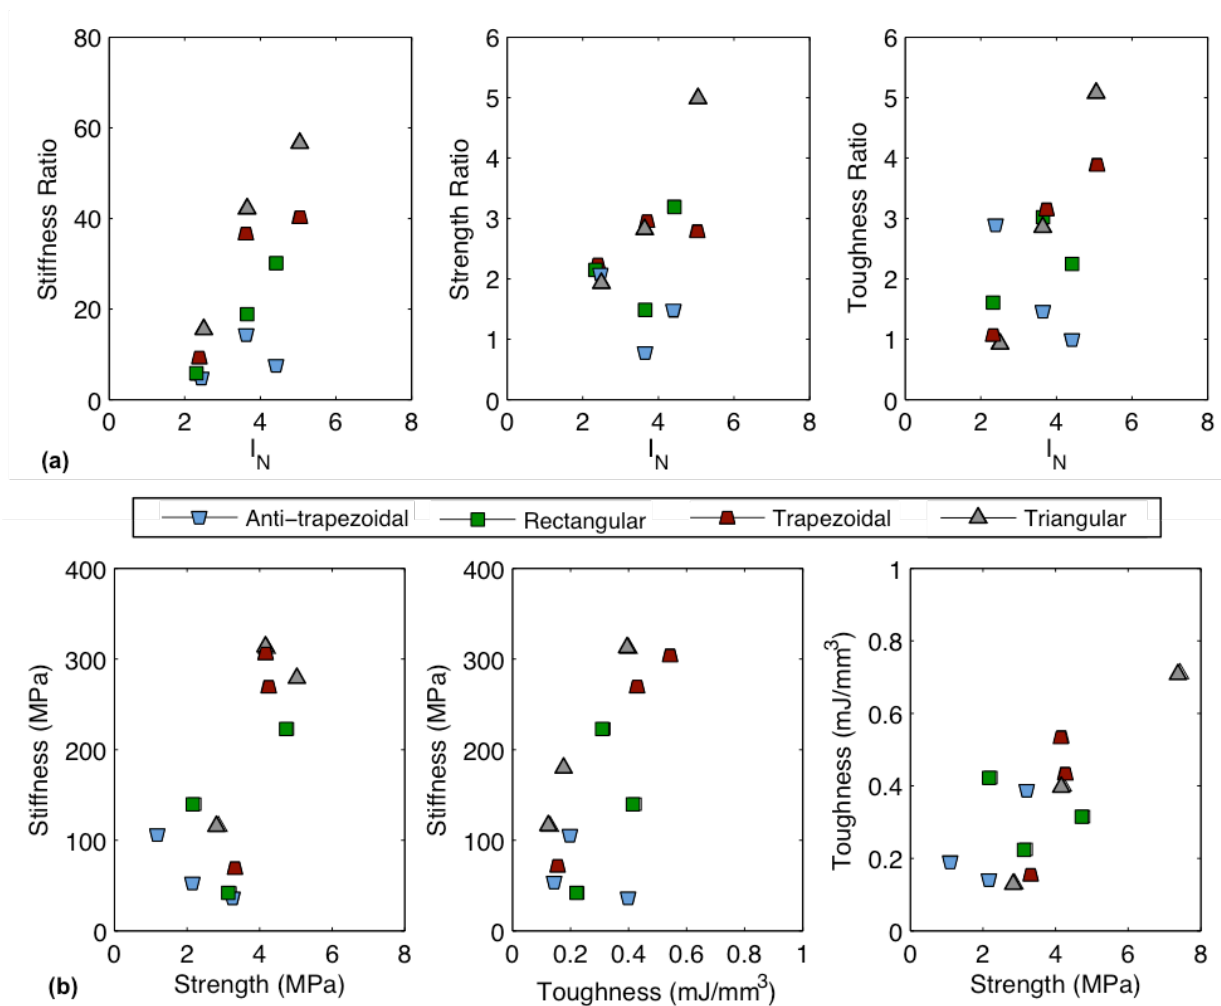 80
60
40
20
0
0 2 4 6 8
Stiffness Ratio
I_N
6
5
4
3
2
1
0
0 2 4 6 8
Strength Ratio
I_N
6
5
4
3
2
1
0
0 2 4 6 8
Toughness Ratio
I_N
(a)
Anti−trapezoidal Rectangular Trapezoidal Triangular
400
300
200
100
0
0 2 4 6 8
Stiffness (MPa)
Strength (MPa)
400
300
200
100
0
0 0.2 0.4 0.6 0.8 1
Stiffness (MPa)
Toughness (mJ/mm³)
1
0.8
0.6
0.4
0.2
0
0 2 4 6 8
Toughness (mJ/mm³)
Strength (MPa)
(b)